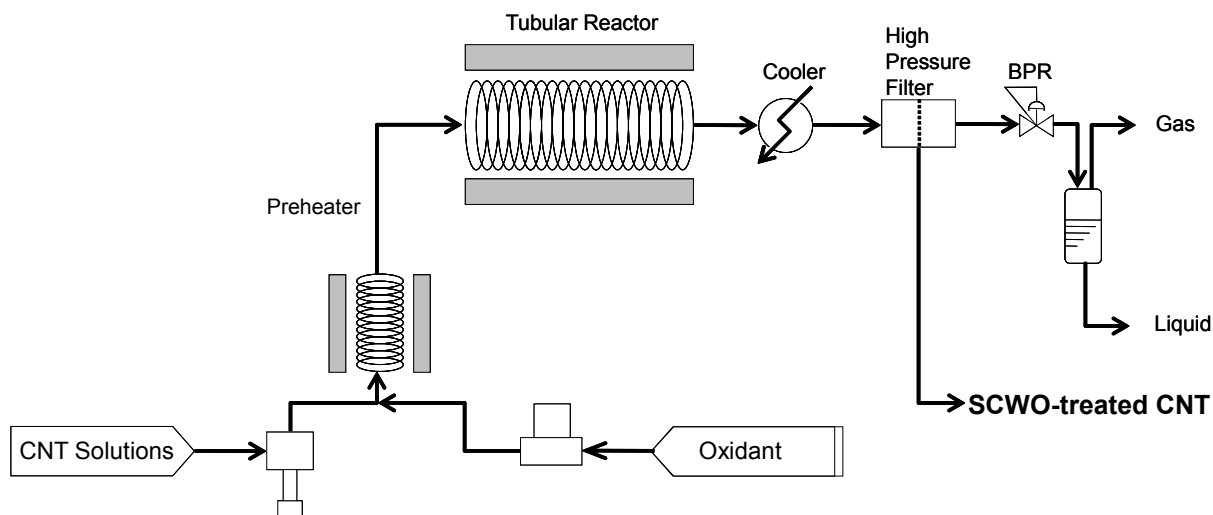 Tubular Reactor
High
Pressure
Filter
Cooler
BPR
Gas
Preheater
Liquid
SCWO-treated CNT
CNT Solutions
Oxidant